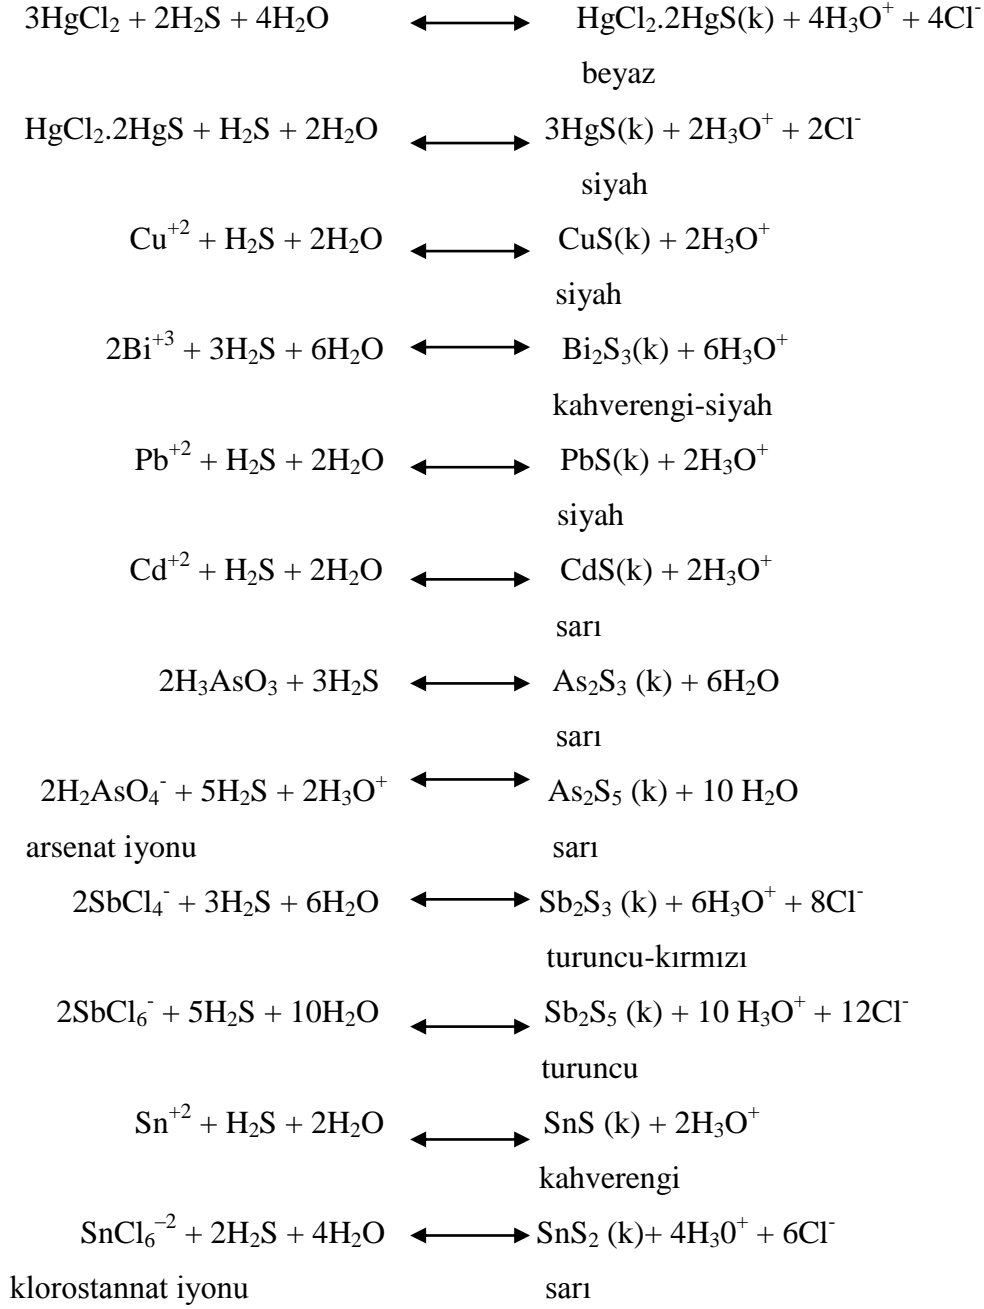 3HgCl₂ + 2H₂S + 4H₂O ⟷ HgCl₂.2HgS(k) + 4H₃O⁺ + 4Cl⁻
beyaz
HgCl₂.2HgS + H₂S + 2H₂O ⟷ 3HgS(k) + 2H₃O⁺ + 2Cl⁻
siyah
Cu⁺² + H₂S + 2H₂O ⟷ CuS(k) + 2H₃O⁺
siyah
2Bi⁺³ + 3H₂S + 6H₂O ⟷ Bi₂S₃(k) + 6H₃O⁺
kahverengi-siyah
Pb⁺² + H₂S + 2H₂O ⟷ PbS(k) + 2H₃O⁺
siyah
Cd⁺² + H₂S + 2H₂O ⟷ CdS(k) + 2H₃O⁺
sarı
2H₃AsO₃ + 3H₂S ⟷ As₂S₃ (k) + 6H₂O
sarı
2H₂AsO₄⁻ + 5H₂S + 2H₃O⁺ ⟷ As₂S₅ (k) + 10 H₂O
arsenat iyonu sarı
2SbCl₄⁻ + 3H₂S + 6H₂O ⟷ Sb₂S₃ (k) + 6H₃O⁺ + 8Cl⁻
turuncu-kırmızı
2SbCl₆⁻ + 5H₂S + 10H₂O ⟷ Sb₂S₅ (k) + 10 H₃O⁺ + 12Cl⁻
turuncu
Sn⁺² + H₂S + 2H₂O ⟷ SnS (k) + 2H₃O⁺
kahverengi
SnCl₆⁻² + 2H₂S + 4H₂O ⟷ SnS₂ (k)+ 4H₃0⁺ + 6Cl⁻
klorostannat iyonu sarı